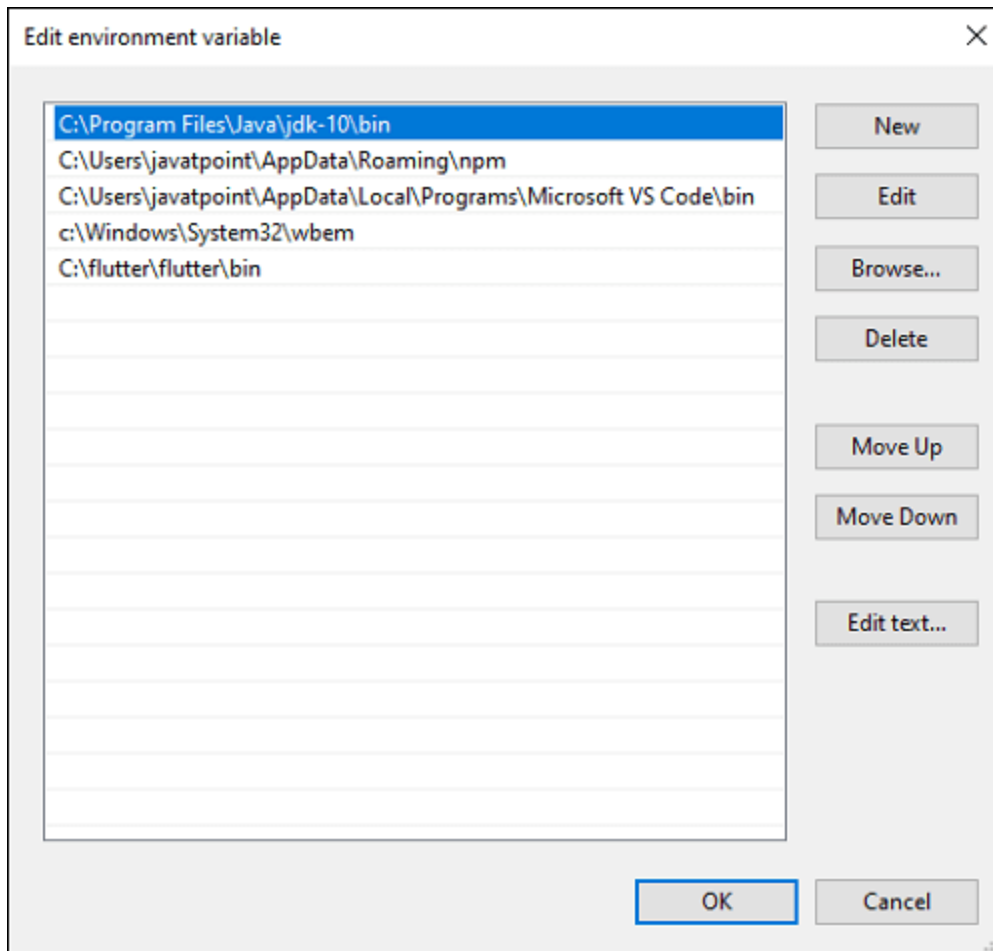 Edit environment variable
C:\Program Files\Java\jdk-10\bin
C:\Users\javatpoint\AppData\Roaming\npm
C:\Users\javatpoint\AppData\Local\Programs\Microsoft VS Code\bin
c:\Windows\System32\wbem
C:\flutter\flutter\bin
New
Edit
Browse...
Delete
Move Up
Move Down
Edit text...
OK
Cancel